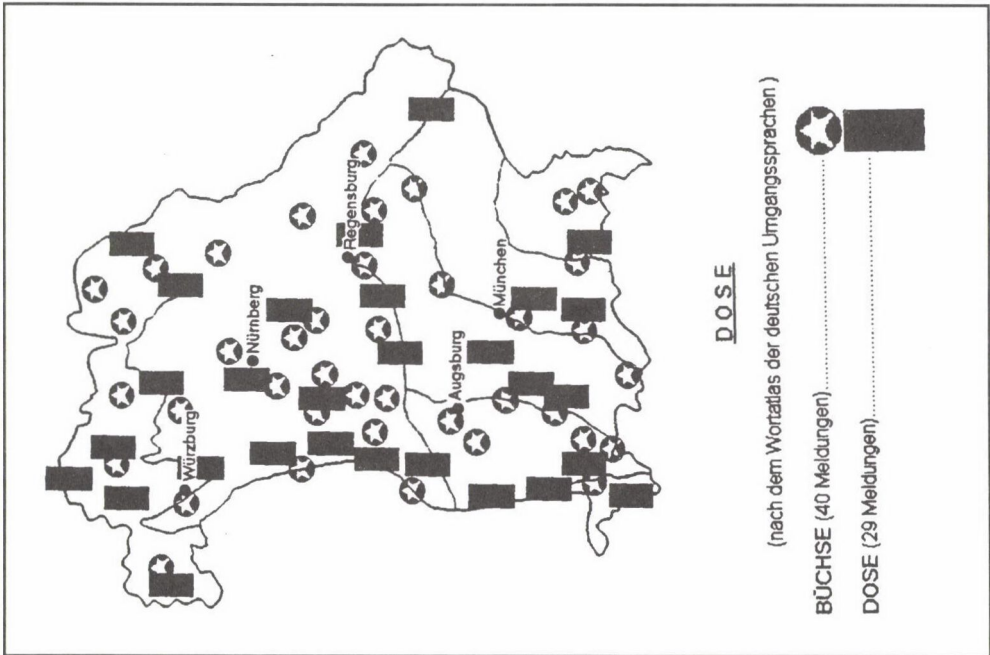 Würzburg
Nürnberg
Regensburg
Augsburg
München
DOSE
(nach dem Wortatlas der deutschen Umgangssprachen )
BÜCHSE (40 Meldungen)
DOSE (29 Meldungen)